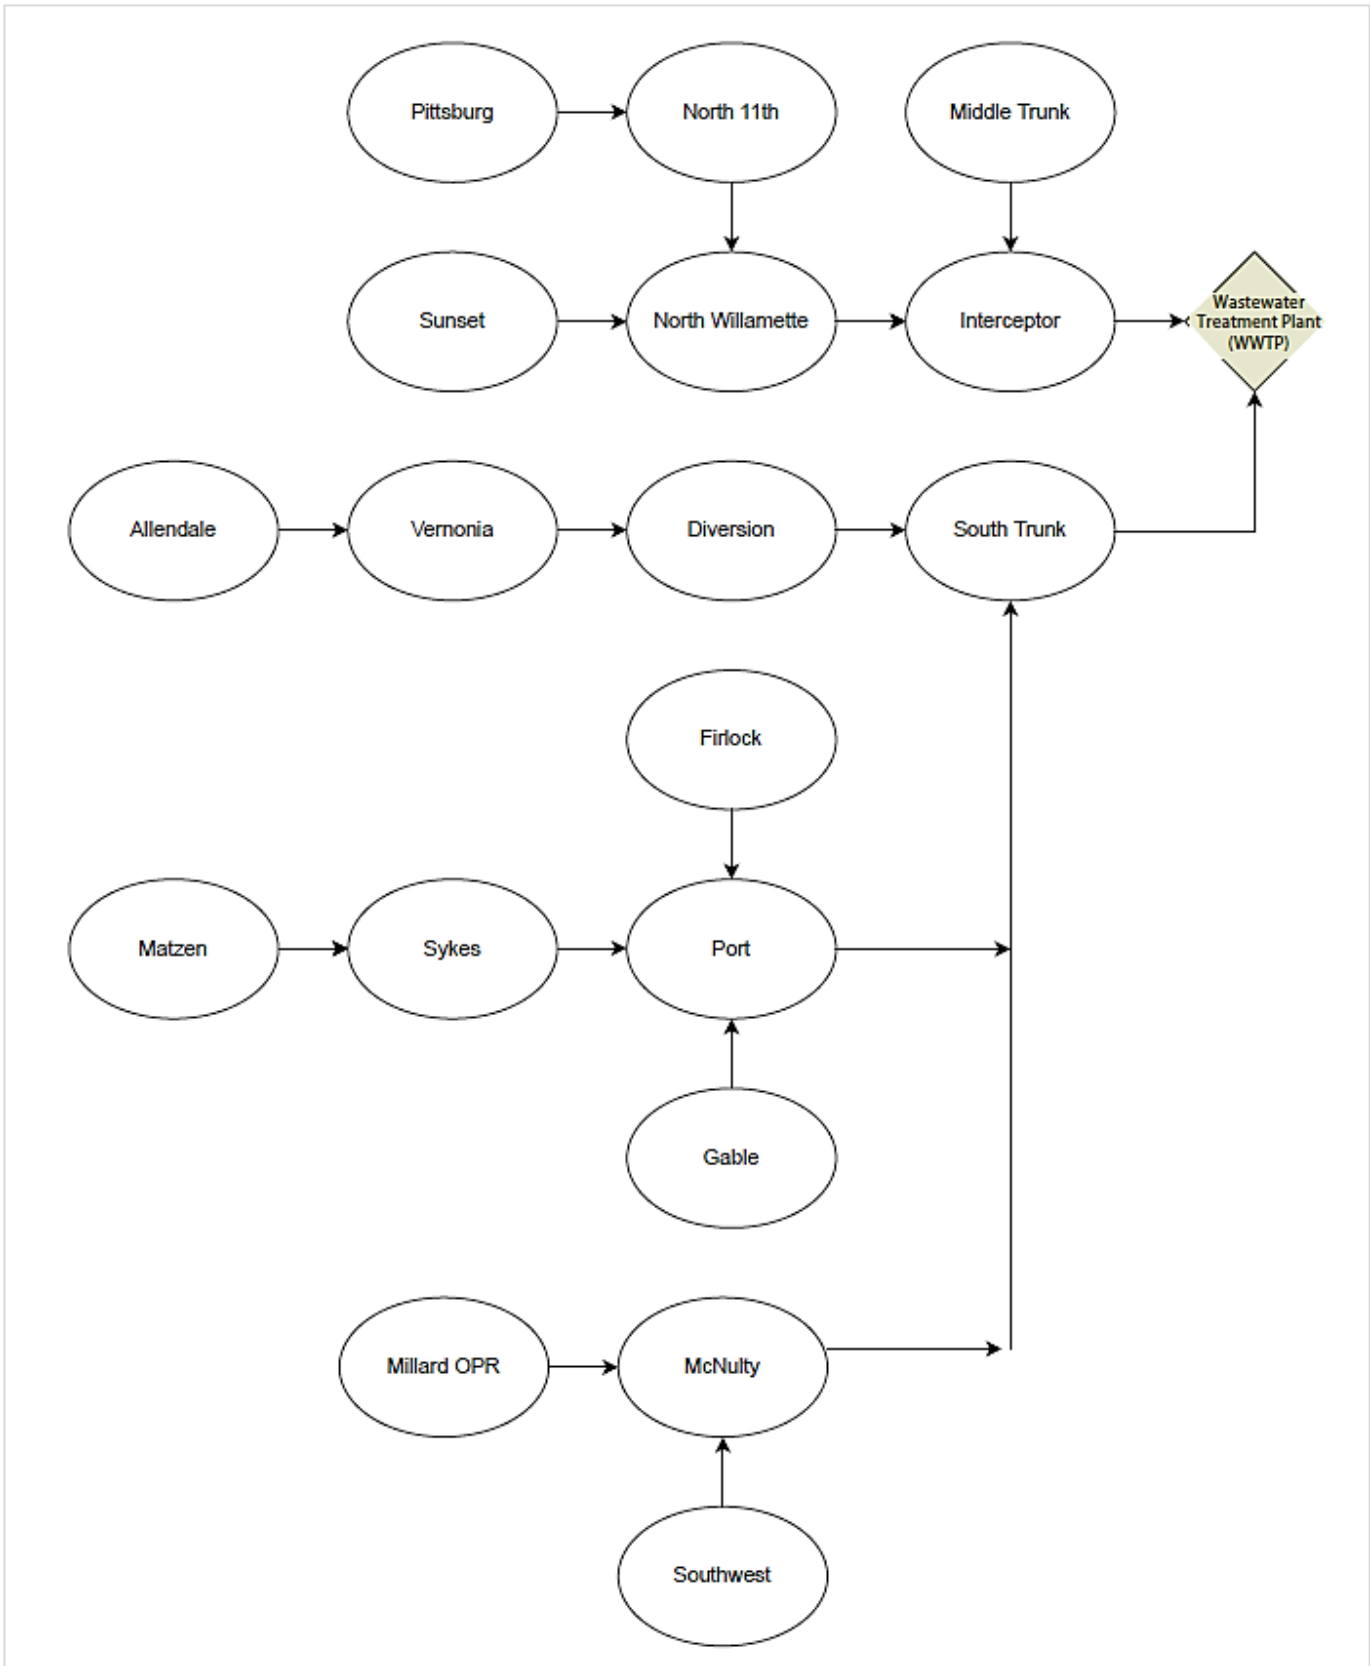 Pittsburg
North 11th
Middle Trunk
Sunset
North Willamette
Interceptor
Wastewater
Treatment Plant
(WWTP)
Allendale
Vernonia
Diversion
South Trunk
Firlock
Matzen
Sykes
Port
Gable
Millard OPR
McNulty
Southwest